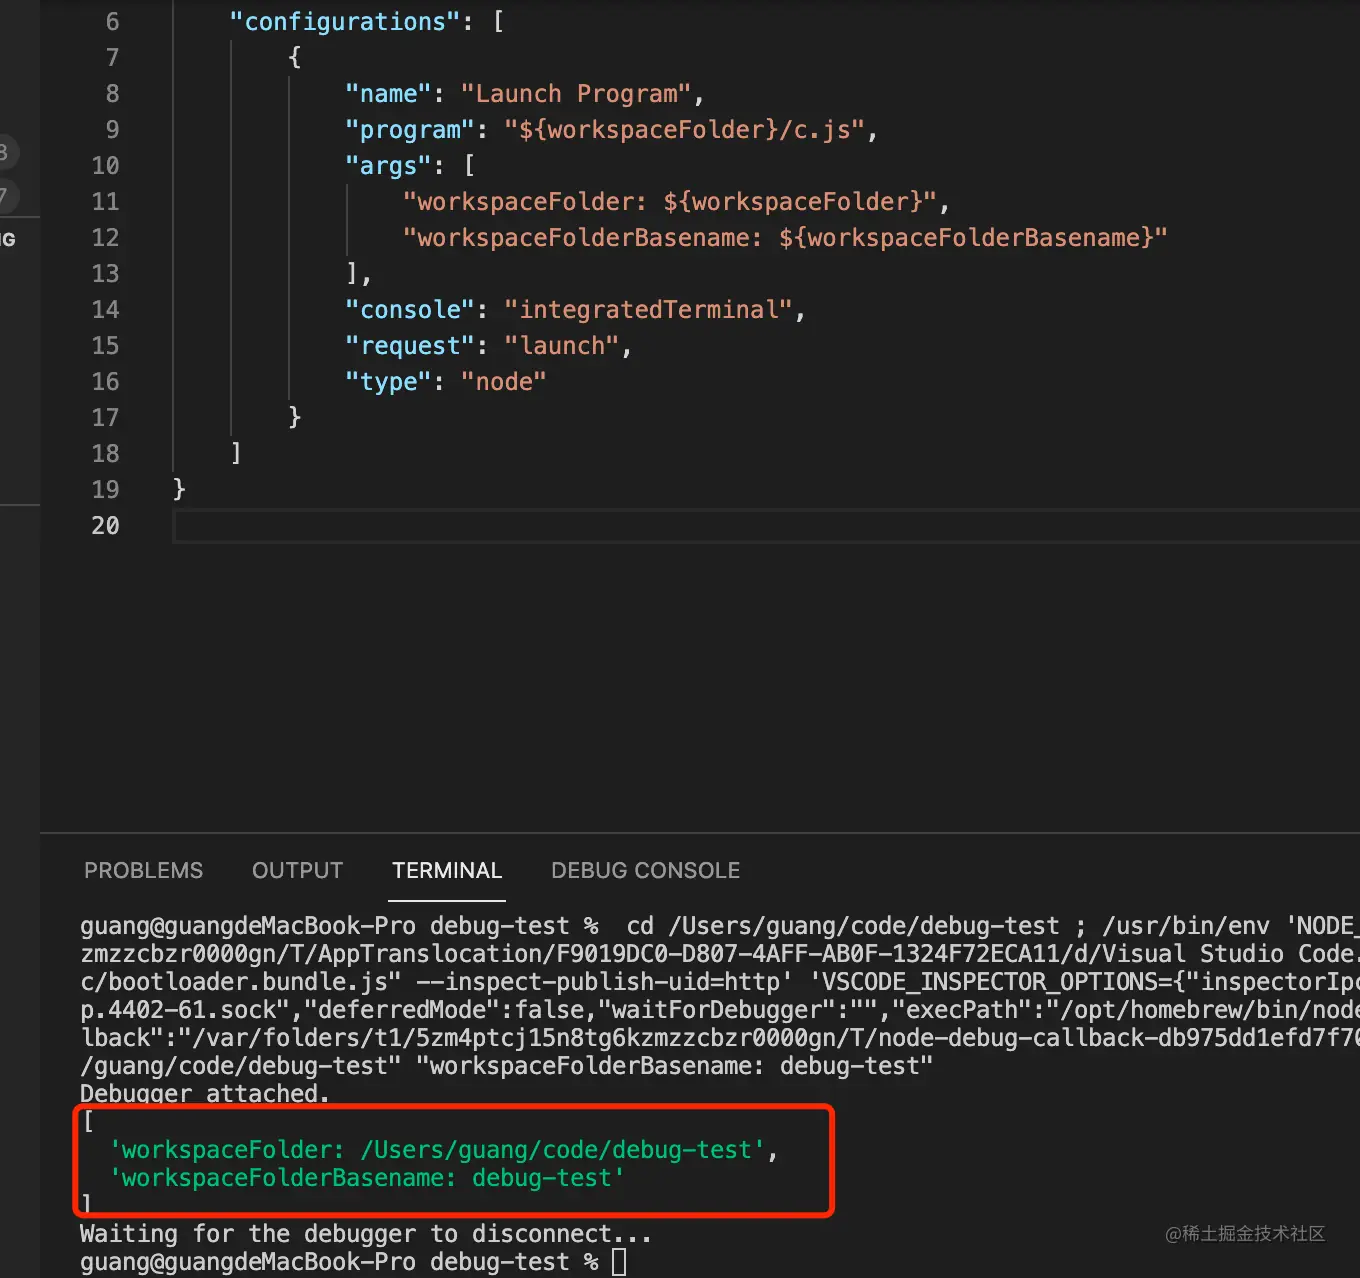 6 "configurations": [
7 {
8 "name": "Launch Program",
9 "program": "${workspaceFolder}/c.js",
10 "args": [
11 "workspaceFolder: ${workspaceFolder}",
12 "workspaceFolderBasename: ${workspaceFolderBasename}"
13 ],
14 "console": "integratedTerminal",
15 "request": "launch",
16 "type": "node"
17 }
18 ]
19 }
20
8
7
G
PROBLEMS OUTPUT TERMINAL DEBUG CONSOLE
guang@guangdeMacBook-Pro debug-test % cd /Users/guang/code/debug-test ; /usr/bin/env 'NODE_
zmzzcbzr0000gn/T/AppTranslocation/F9019DC0-D807-4AFF-AB0F-1324F72ECA11/d/Visual Studio Code.
c/bootloader.bundle.js" --inspect-publish-uid=http' 'VSCODE_INSPECTOR_OPTIONS={"inspectorIpc
p.4402-61.sock","deferredMode":false,"waitForDebugger":"","execPath":"/opt/homebrew/bin/node
lback":"/var/folders/t1/5zm4ptcj15n8tg6kzmzzcbzr0000gn/T/node-debug-callback-db975dd1efd7f70
/guang/code/debug-test" "workspaceFolderBasename: debug-test"
Debugger attached.
[
'workspaceFolder: /Users/guang/code/debug-test',
'workspaceFolderBasename: debug-test'
]
Waiting for the debugger to disconnect...
guang@guangdeMacBook-Pro debug-test %
@稀土掘金技术社区